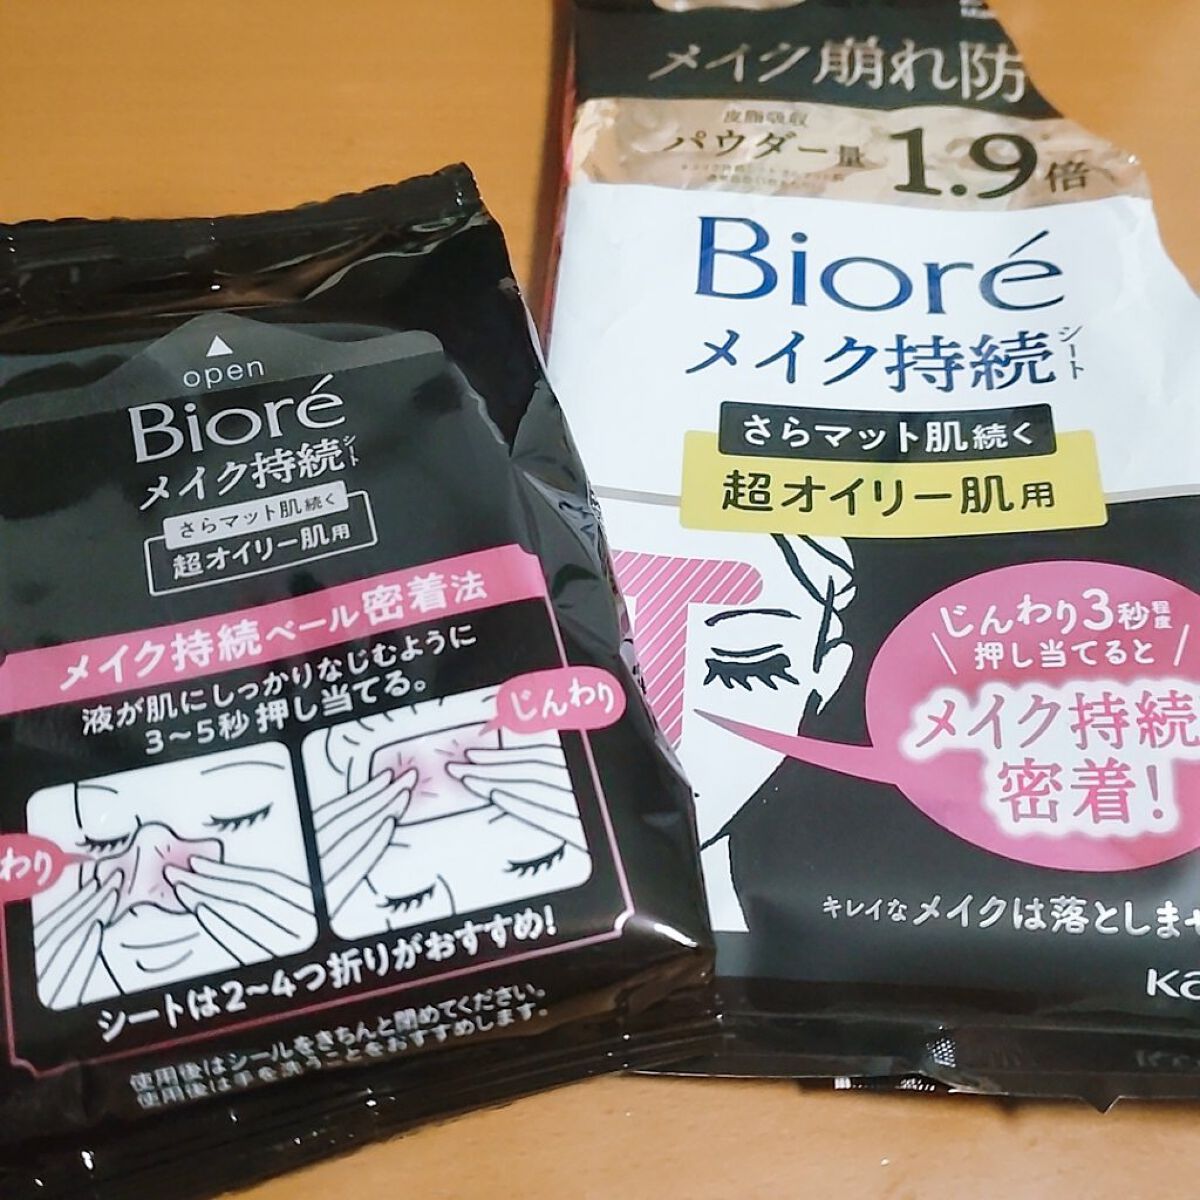 open
Bioré
メイク持続シート
さらマット肌続く
超オイリー肌用
メイク持続ベール密着法
液が肌にしっかりなじむように
3～5秒押し当てる。
じんわり
わり
シートは2～4つ折りがおすすめ!
使用後はシールをきちんと閉めてください。
使用後は手を洗うことをおすすめします。
メイク崩れ防
皮脂吸収
パウダー量 1.9倍
Bioré
メイク持続シート
さらマット肌続く
超オイリー肌用
じんわり3秒程度
押し当てると
メイク持続
密着!
キレイなメイクは落としませ
Ka